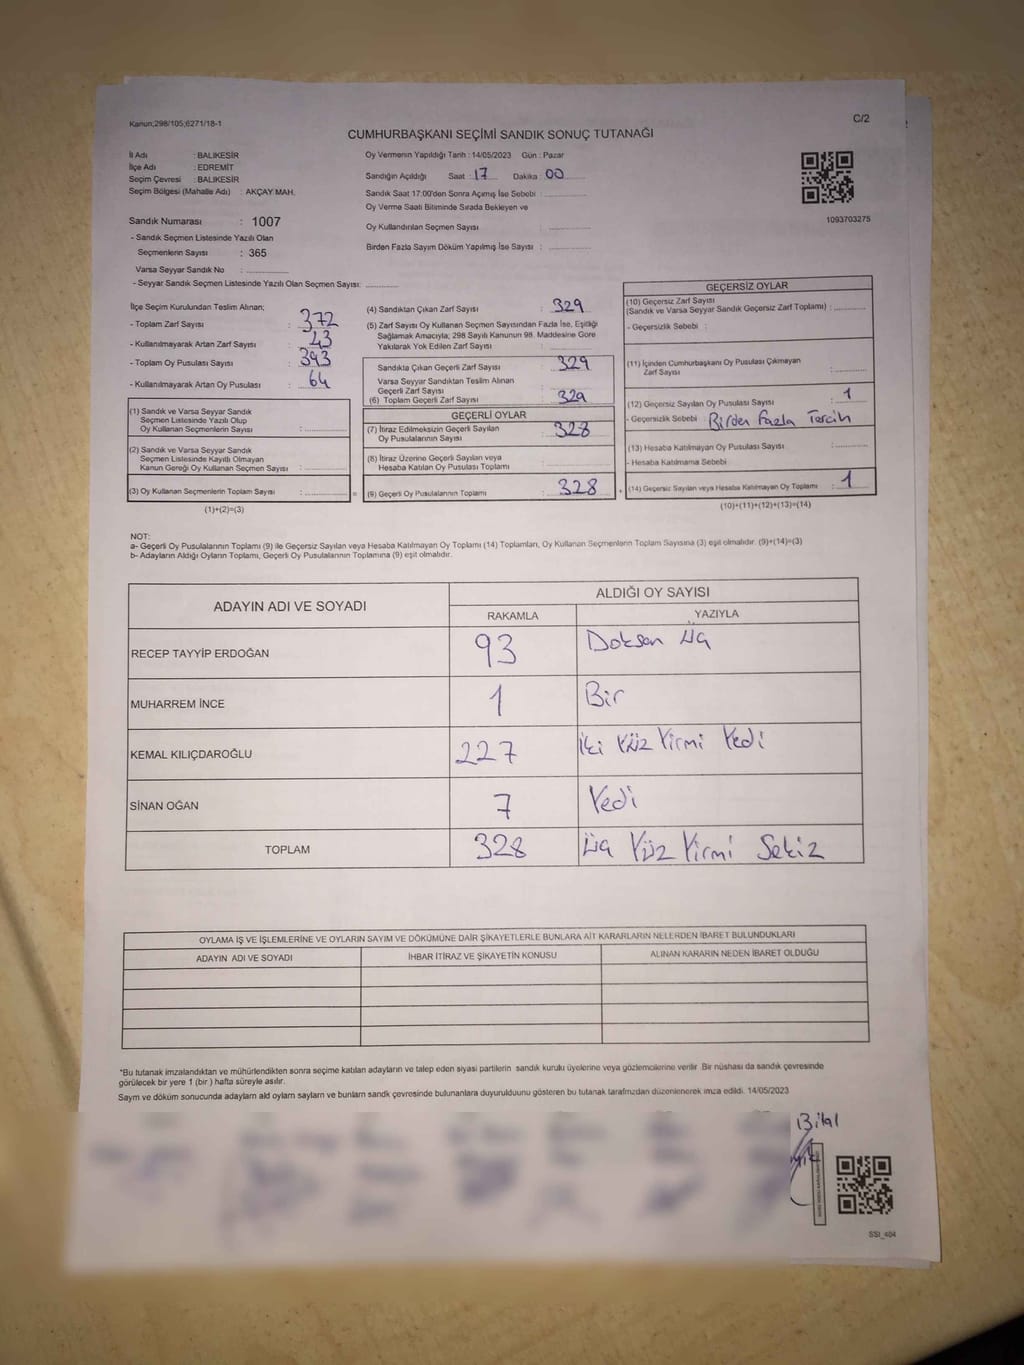 Kanun;298/105;6271/18-1
C/2
CUMHURBAŞKANI SEÇİMİ SANDIK SONUÇ TUTANAĞI
İl Adı : BALIKESİR
İlçe Adı : EDREMİT
Seçim Çevresi : BALIKESİR
Seçim Bölgesi (Mahalle Adı) : AKÇAY MAH.
Oy Vermenin Yapıldığı Tarih : 14/05/2023 Gün : Pazar
Sandığın Açıldığı Saat : 17 Dakika : 00
Sandık Saat 17:00'den Sonra Açımış İse Sebebi :
Oy Verme Saati Bitiminde Sırada Bekleyen ve
Oy Kullandırılan Seçmen Sayısı :
Birden Fazla Sayım Döküm Yapılmış İse Sayısı :
1093703275
Sandık Numarası : 1007
- Sandık Seçmen Listesinde Yazılı Olan
Seçmenlerin Sayısı : 365
Varsa Seyyar Sandık No :
- Seyyar Sandık Seçmen Listesinde Yazılı Olan Seçmen Sayısı:
İlçe Seçim Kurulundan Teslim Alınan;
- Toplam Zarf Sayısı : 372
- Kullanılmayarak Artan Zarf Sayısı : 43
- Toplam Oy Pusulası Sayısı : 393
- Kullanılmayarak Artan Oy Pusulası : 64
(1) Sandık ve Varsa Seyyar Sandık
Seçmen Listesinde Yazılı Olup
Oy Kullanan Seçmenlerin Sayısı :
(2) Sandık ve Varsa Seyyar Sandık
Seçmen Listesinde Kayıtlı Olmayan
Kanun Gereği Oy Kullanan Seçmen Sayısı :
(3) Oy Kullanan Seçmenlerin Toplam Sayısı :
(1)+(2)=(3)
(4) Sandıktan Çıkan Zarf Sayısı : 329
(5) Zarf Sayısı Oy Kullanan Seçmen Sayısından Fazla İse, Eşitliği
Sağlamak Amacıyla; 298 Sayılı Kanunun 98. Maddesine Göre
Yakılarak Yok Edilen Zarf Sayısı :
Sandıkta Çıkan Geçerli Zarf Sayısı : 329
Varsa Seyyar Sandıktan Teslim Alınan
Geçerli Zarf Sayısı :
(6) Toplam Geçerli Zarf Sayısı : 329
GEÇERLİ OYLAR
(7) İtiraz Edilmeksizin Geçerli Sayılan
Oy Pusulalarının Sayısı : 328
(8) İtiraz Üzerine Geçerli Sayılan veya
Hesaba Katılan Oy Pusulası Toplamı :
(9) Geçerli Oy Pusulalarının Toplamı : 328
GEÇERSİZ OYLAR
(10) Geçersiz Zarf Sayısı
(Sandık ve Varsa Seyyar Sandık Geçersiz Zarf Toplamı) :
- Geçersizlik Sebebi :
(11) İçinden Cumhurbaşkanı Oy Pusulası Çıkmayan
Zarf Sayısı :
(12) Geçersiz Sayılan Oy Pusulası Sayısı : 1
- Geçersizlik Sebebi : Birden Fazla Tercih
(13) Hesaba Katılmayan Oy Pusulası Sayısı :
- Hesaba Katılmama Sebebi
(14) Geçersiz Sayılan veya Hesaba Katılmayan Oy Toplamı : 1
(10)+(11)+(12)+(13)=(14)
NOT:
a- Geçerli Oy Pusulalarının Toplamı (9) ile Geçersiz Sayılan veya Hesaba Katılmayan Oy Toplamı (14) Toplamları, Oy Kullanan Seçmenlerin Toplam Sayısına (3) eşit olmalıdır. (9)+(14)=(3)
b- Adayların Aldığı Oyların Toplamı, Geçerli Oy Pusulalarının Toplamına (9) eşit olmalıdır.
ADAYIN ADI VE SOYADI
ALDIĞI OY SAYISI
RAKAMLA YAZIYLA
RECEP TAYYİP ERDOĞAN 93 Doksan Üç
MUHARREM İNCE 1 Bir
KEMAL KILIÇDAROĞLU 227 İki Yüz Yirmi Yedi
SİNAN OĞAN 7 Yedi
TOPLAM 328 Üç Yüz Yirmi Sekiz
OYLAMA İŞ VE İŞLEMLERİNE VE OYLARIN SAYIM VE DÖKÜMÜNE DAİR ŞİKAYETLERLE BUNLARA AİT KARARLARIN NELERDEN İBARET BULUNDUKLARI
ADAYIN ADI VE SOYADI İHBAR İTİRAZ VE ŞİKAYETİN KONUSU ALINAN KARARIN NEDEN İBARET OLDUĞU
*Bu tutanak imzalandıktan ve mühürlendikten sonra seçime katılan adayların ve talep eden siyasi partilerin sandık kurulu üyelerine veya gözlemcilerine verilir. Bir nüshası da sandık çevresinde
görülecek bir yere 1 (bir) hafta süreyle asılır.
Sayım ve döküm sonucunda adayların ald oyların sayları ve bunların sandk çevresinde bulunanlara duyurulduunu gösteren bu tutanak tarafımzdan düzenlenerek imza edildi. 14/05/2023
Bilal
SSI_404